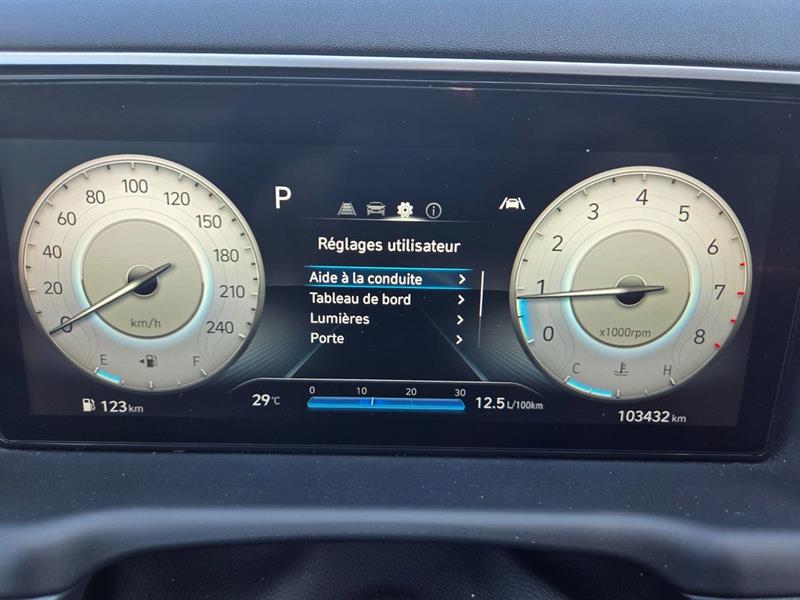 P
Réglages utilisateur
Aide à la conduite >
Tableau de bord >
Lumières >
Porte >
0 20 40 60 80 100 120 150 180 210 240
km/h
E F
0 1 2 3 4 5 6 7 8
x1000rpm
C H
123 km
29 °C
0 10 20 30
12.5 L/100km
103432 km